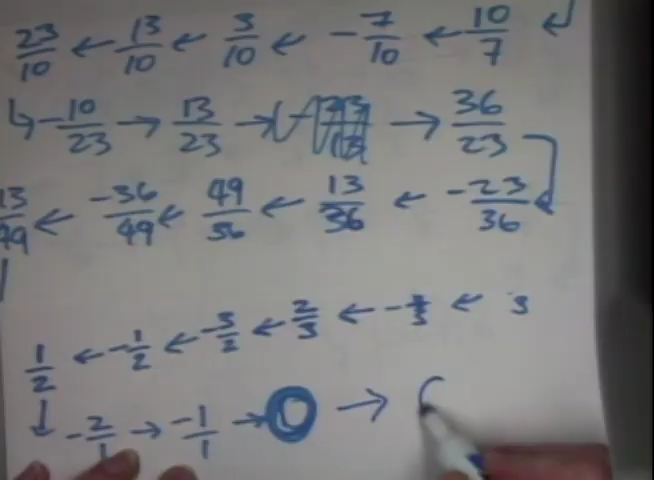 23/10 ← 13/10 ← 3/10 ← -7/10 ← 10/7 ↲
↳ -10/23 → 13/23 → → 36/23
13/49 ← -36/49 ← 49/36 ← 13/36 ← -23/36
1/2 ← -1/2 ← -3/2 ← 2/3 ← -1/3 ← 3
↓ -2/1 → -1/1 → 0 →